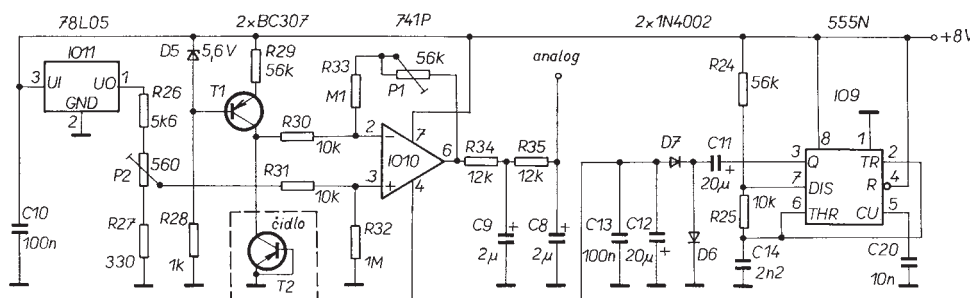 78L05 2xBC307 741P 2x1N4002 555N
+8V
IO11
3 UI UO 1
GND
2
D5 5,6V
R29
56k
T1
R26
5k6
P2 560
R27
330
R28
1k
C10
100n
R30
10k
R31
10k
čidlo
T2
R33
M1
56k
P1
2 − 7
IO10 6
3 + 4
R32
1M
R34
12k
R35
12k
analog
C9
2µ
+
C8
2µ
+
C13
100n
C12
20µ
+
D7
D6
C11
20µ
+
R24
56k
10k
R25
C14
2n2
IO9
8 1
3 Q TR 2
7 DIS R 4
6 THR CU 5
C20
10n